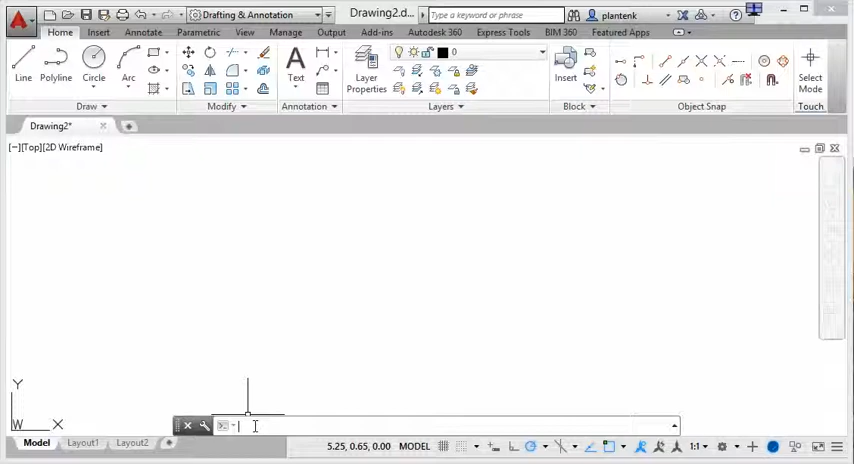 Drafting & Annotation
Drawing2.d...
Type a keyword or phrase
plantenk
Home Insert Annotate Parametric View Manage Output Add-ins Autodesk 360 Express Tools BIM 360 Featured Apps
0
Line Polyline Circle Arc Text Layer Properties Insert Select Mode
Draw Modify Annotation Layers Block Object Snap Touch
Drawing2*
[−][Top][2D Wireframe]
Y
W X
Model Layout1 Layout2
5.25, 0.65, 0.00 MODEL 1:1